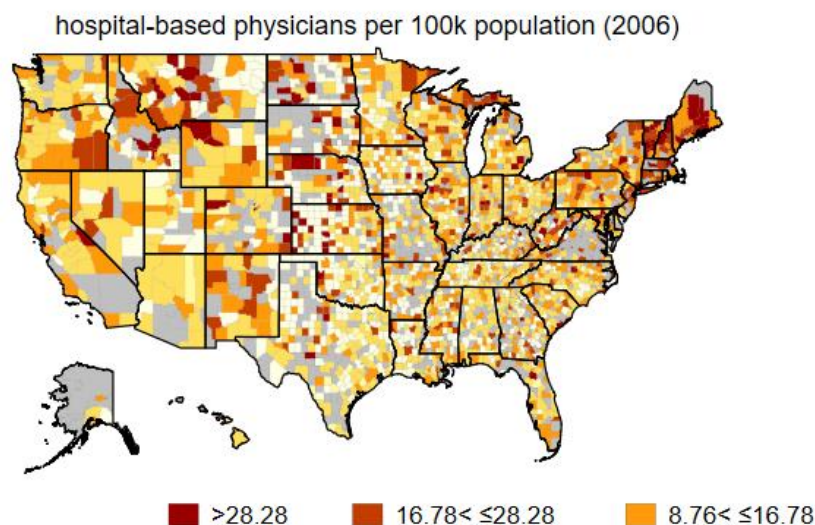 hospital-based physicians per 100k population (2006)
>28.28 16.78< ≤28.28 8.76< ≤16.78